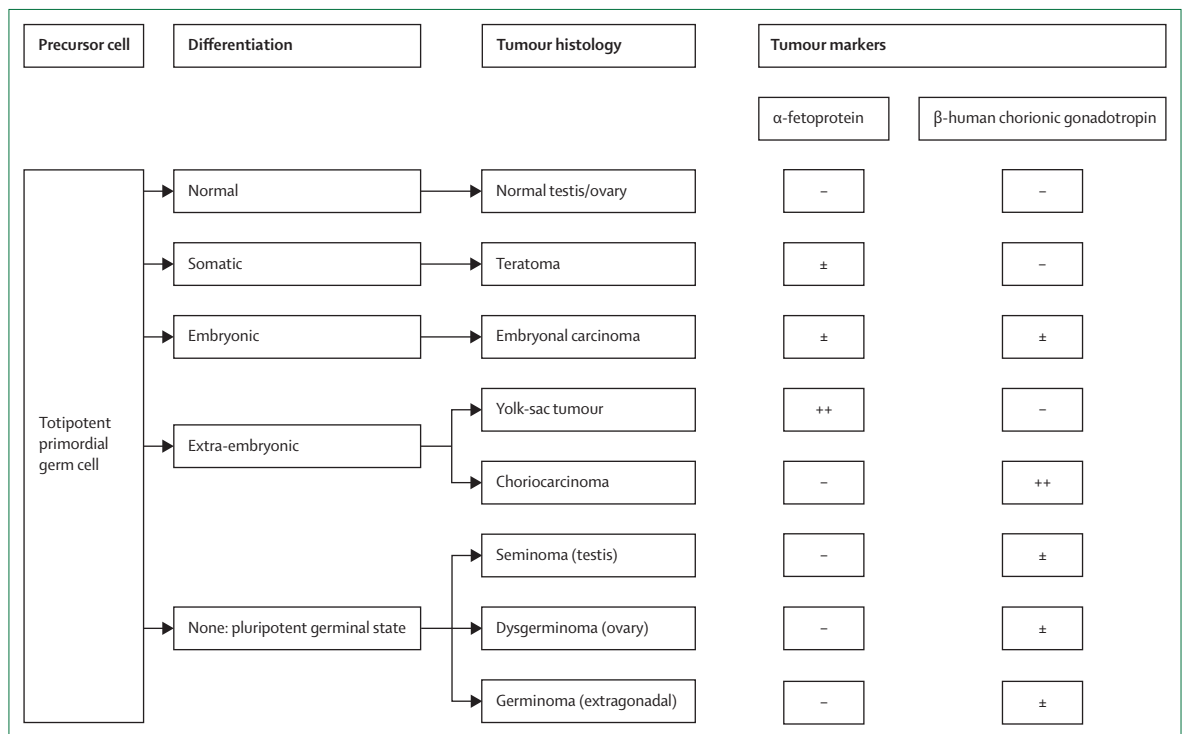 Precursor cell
Differentiation
Tumour histology
Tumour markers
α-fetoprotein
β-human chorionic gonadotropin
Totipotent
primordial
germ cell
Normal
Normal testis/ovary
–
–
Somatic
Teratoma
±
–
Embryonic
Embryonal carcinoma
±
±
Extra-embryonic
Yolk-sac tumour
++
–
Choriocarcinoma
–
++
None: pluripotent germinal state
Seminoma (testis)
–
±
Dysgerminoma (ovary)
–
±
Germinoma (extragonadal)
–
±